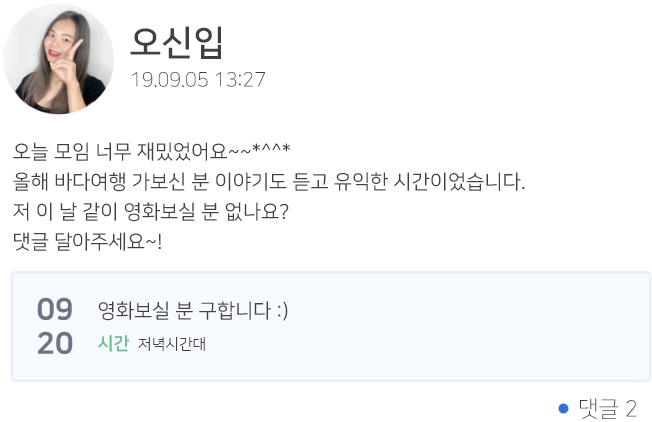 오신입
19.09.05 13:27
오늘 모임 너무 재밌었어요~~*^^*
올해 바다여행 가보신 분 이야기도 듣고 유익한 시간이었습니다.
저 이 날 같이 영화보실 분 없나요?
댓글 달아주세요~!
09
20
영화보실 분 구합니다 :)
시간 저녁시간대
댓글 2